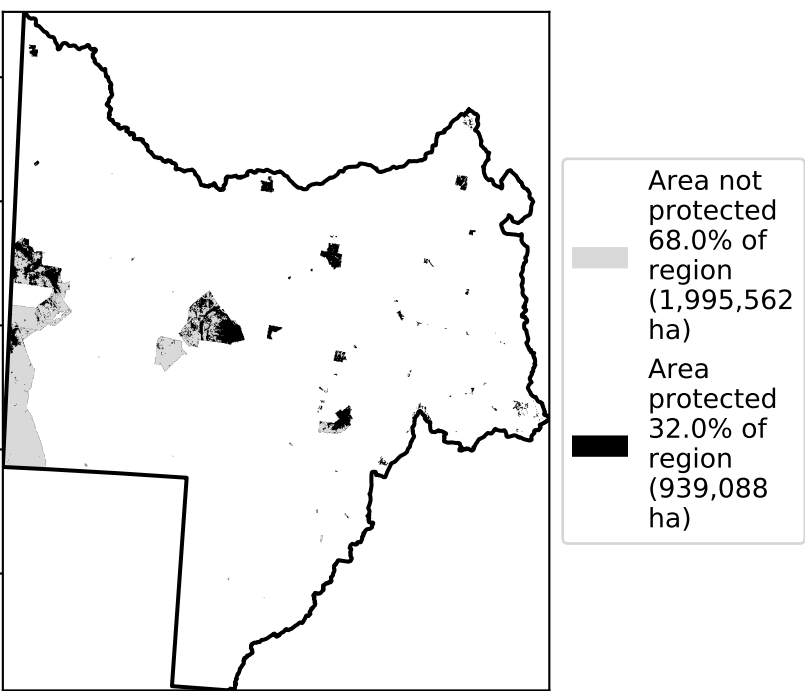 Area not
protected
68.0% of
region
(1,995,562
ha)
Area
protected
32.0% of
region
(939,088
ha)